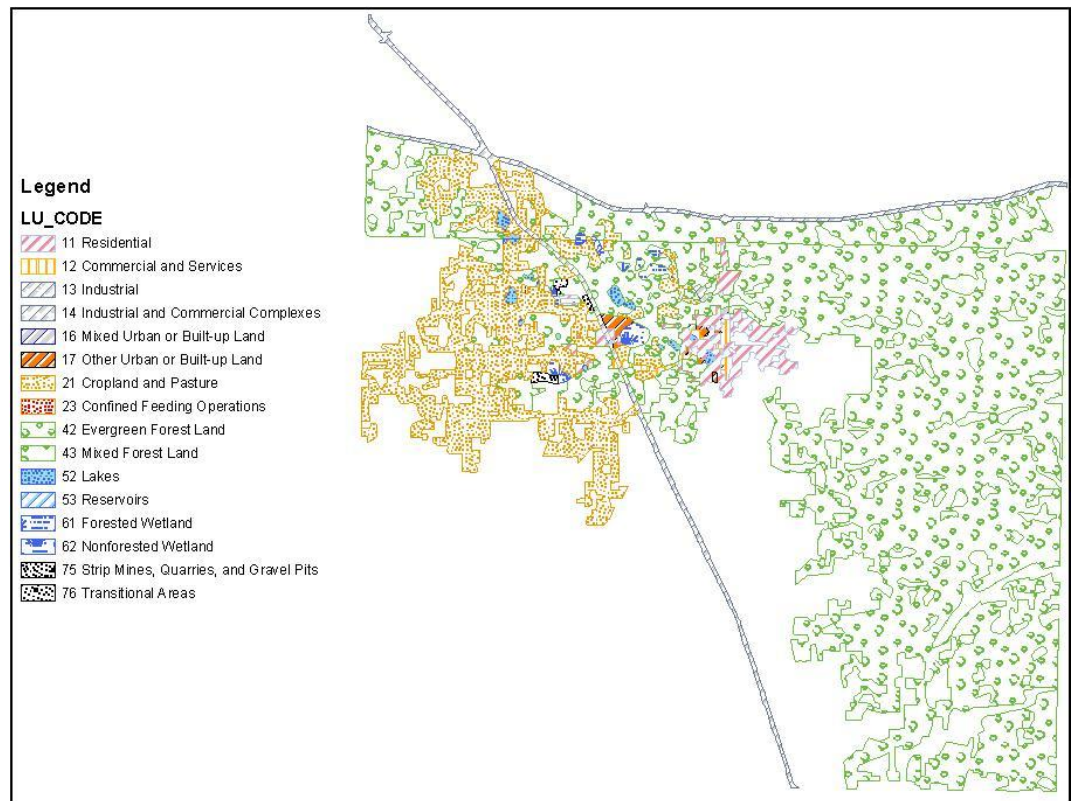 Legend
LU_CODE
11 Residential
12 Commercial and Services
13 Industrial
14 Industrial and Commercial Complexes
16 Mixed Urban or Built-up Land
17 Other Urban or Built-up Land
21 Cropland and Pasture
23 Confined Feeding Operations
42 Evergreen Forest Land
43 Mixed Forest Land
52 Lakes
53 Reservoirs
61 Forested Wetland
62 Nonforested Wetland
75 Strip Mines, Quarries, and Gravel Pits
76 Transitional Areas